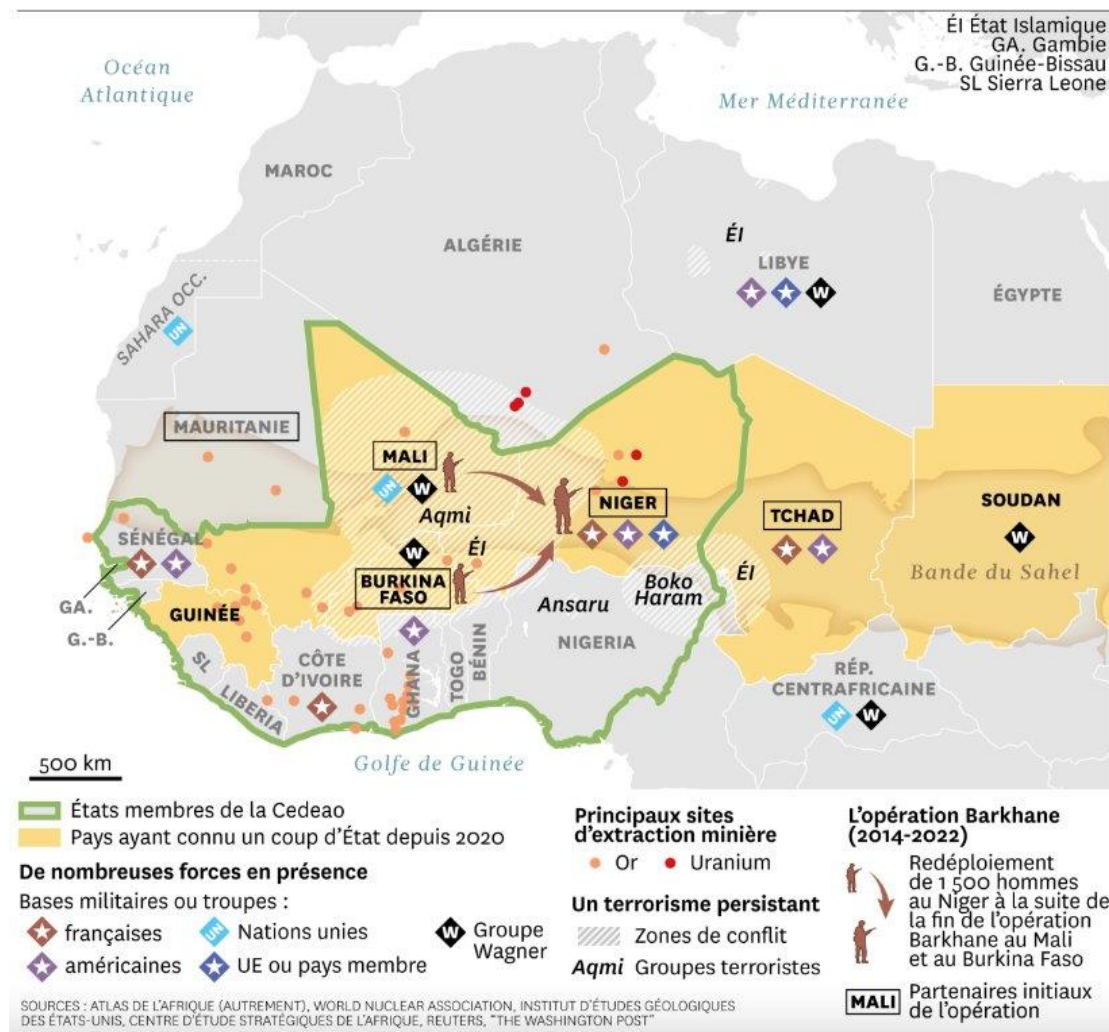 ÉI État Islamique
GA. Gambie
G.-B. Guinée-Bissau
SL Sierra Leone
Océan
Atlantique
Mer Méditerranée
MAROC
ALGÉRIE
ÉI
LIBYE
W
ÉGYPTE
SAHARA OCC.
UN
MAURITANIE
MALI
UN W
Aqmi
NIGER
TCHAD
SOUDAN
W
Bande du Sahel
SÉNÉGAL
GA.
G.-B.
W
BURKINA
FASO
ÉI
ÉI
Boko
Haram
Ansaru
NIGERIA
GUINÉE
SL
LIBERIA
CÔTE
D'IVOIRE
GHANA
TOGO
BÉNIN
RÉP.
CENTRAFRICAINE
UN W
500 km
Golfe de Guinée
États membres de la Cedeao
Pays ayant connu un coup d'État depuis 2020
De nombreuses forces en présence
Bases militaires ou troupes :
françaises
américaines
UN Nations unies
UE ou pays membre
W Groupe
Wagner
Principaux sites
d'extraction minière
Or Uranium
Un terrorisme persistant
Zones de conflit
Aqmi Groupes terroristes
L'opération Barkhane
(2014-2022)
Redéploiement
de 1 500 hommes
au Niger à la suite de
la fin de l'opération
Barkhane au Mali
et au Burkina Faso
MALI Partenaires initiaux
de l'opération
SOURCES : ATLAS DE L'AFRIQUE (AUTREMENT), WORLD NUCLEAR ASSOCIATION, INSTITUT D'ÉTUDES GÉOLOGIQUES
DES ÉTATS-UNIS, CENTRE D'ÉTUDE STRATÉGIQUES DE L'AFRIQUE, REUTERS, "THE WASHINGTON POST"